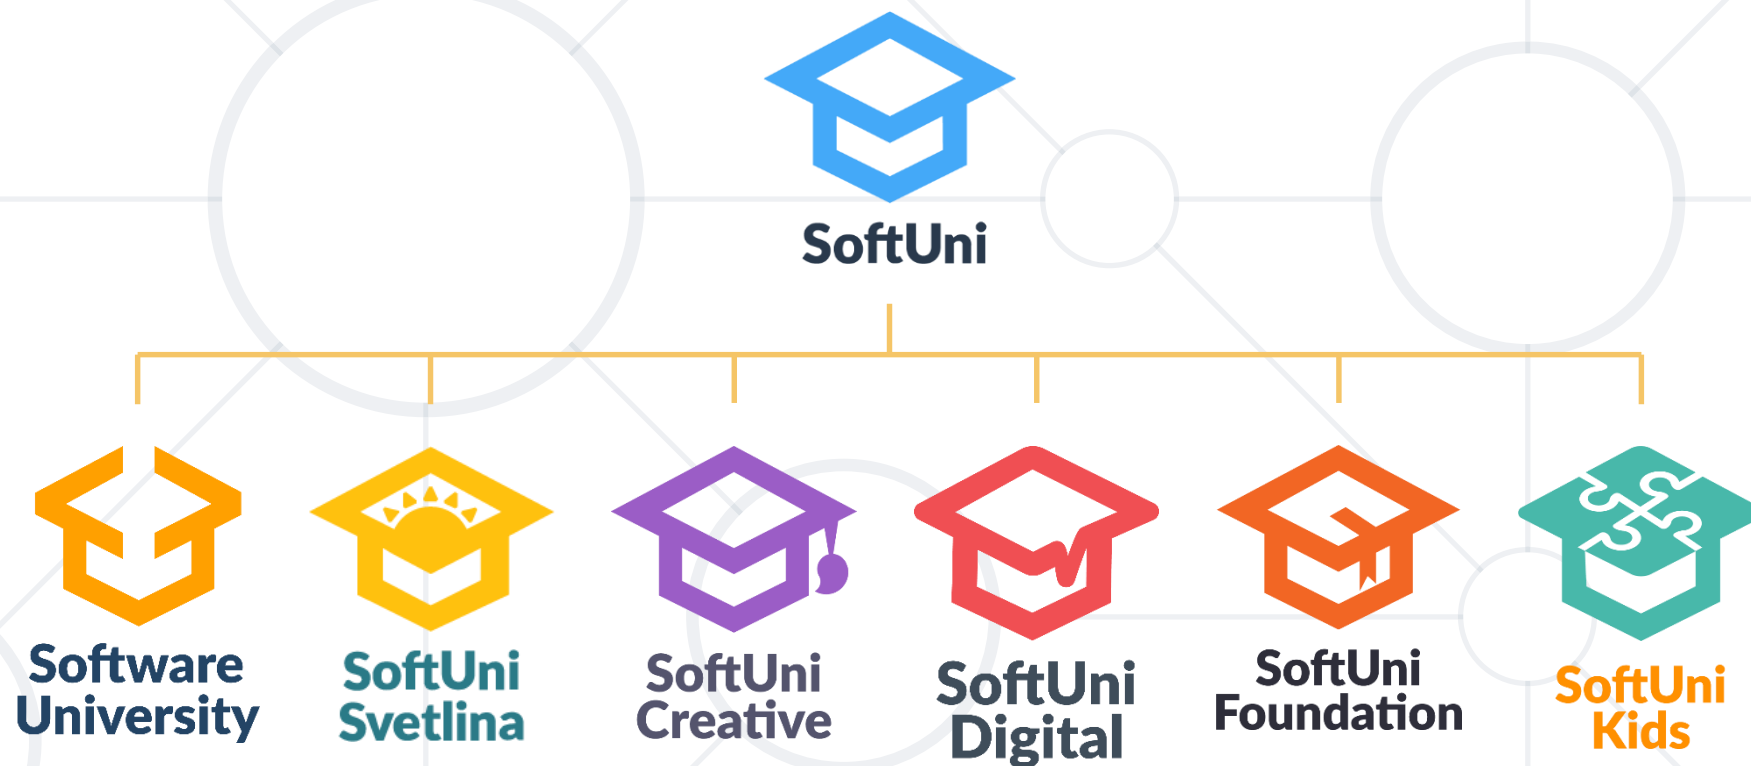 SoftUni
Software
University
SoftUni
Svetlina
SoftUni
Creative
SoftUni
Digital
SoftUni
Foundation
SoftUni
Kids